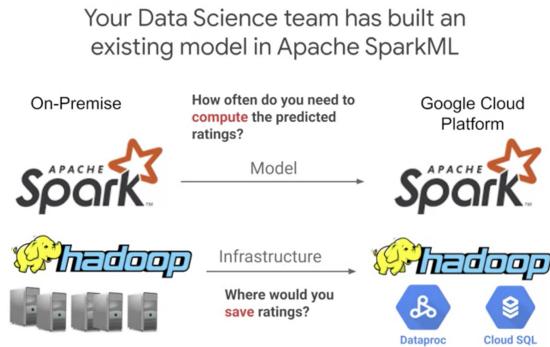 Your Data Science team has built an
existing model in Apache SparkML
On-Premise
How often do you need to
compute the predicted
ratings?
Google Cloud
Platform
APACHE
Spark™
Model
APACHE
Spark™
hadoop
Infrastructure
hadoop
Where would you
save ratings?
Dataproc
Cloud SQL